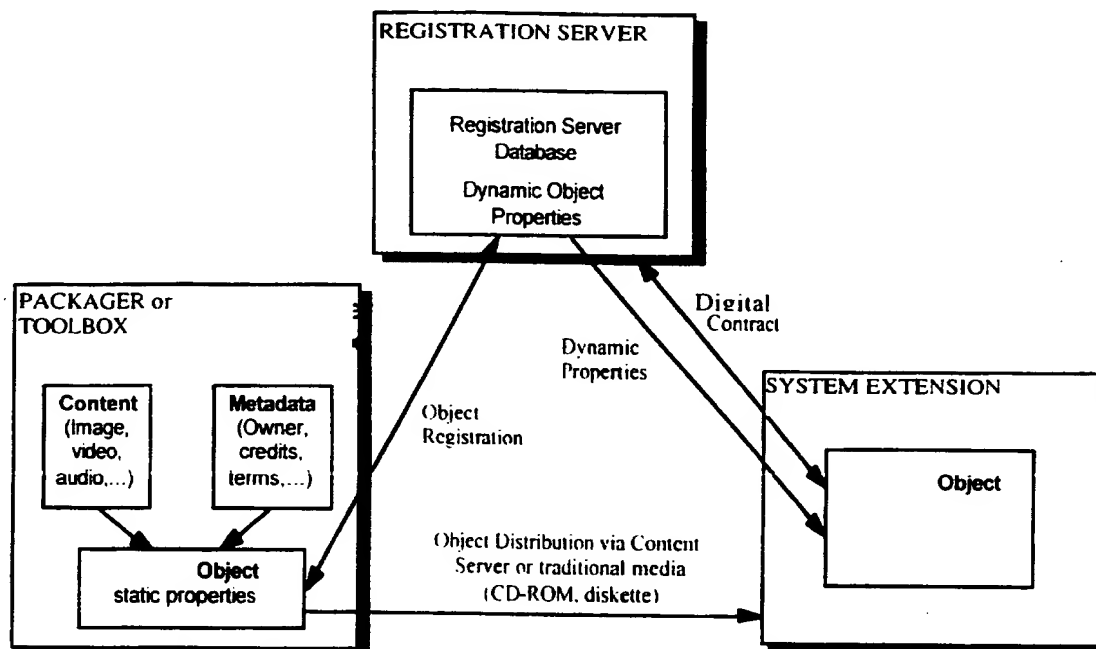 REGISTRATION SERVER
Registration Server
Database
Dynamic Object
Properties
PACKAGER or
TOOLBOX
Content
(Image,
video,
audio,...)
Metadata
(Owner,
credits,
terms,...)
Object
static properties
Object
Registration
Dynamic
Properties
Digital
Contract
SYSTEM EXTENSION
Object
Object Distribution via Content
Server or traditional media
(CD-ROM, diskette)